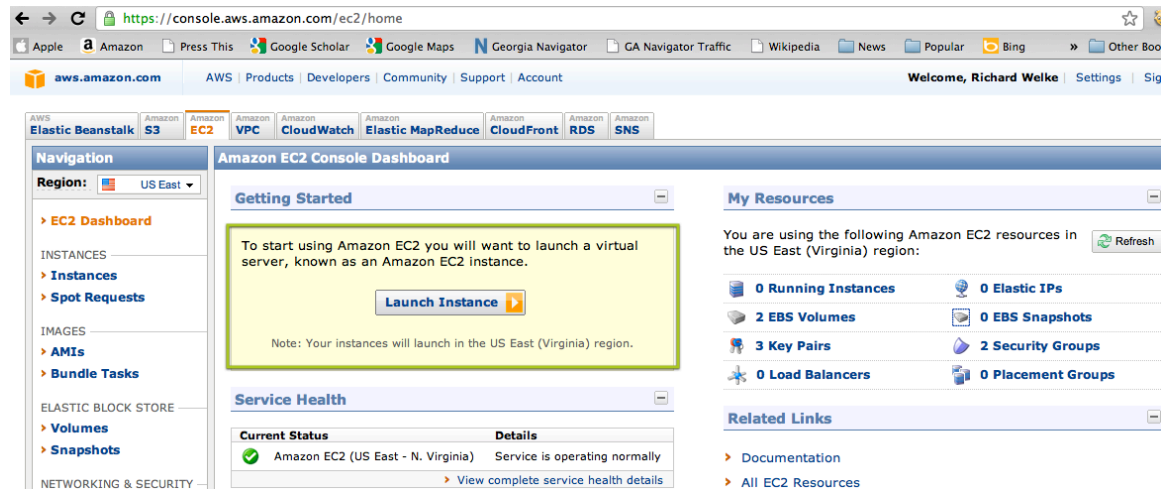 https://console.aws.amazon.com/ec2/home
Apple a Amazon Press This Google Scholar Google Maps N Georgia Navigator GA Navigator Traffic Wikipedia News Popular Bing » Other Boo
aws.amazon.com AWS | Products | Developers | Community | Support | Account Welcome, Richard Welke | Settings | Sig
AWS Elastic Beanstalk Amazon S3 Amazon EC2 Amazon VPC Amazon CloudWatch Amazon Elastic MapReduce Amazon CloudFront Amazon RDS Amazon SNS
Navigation
Region: US East
EC2 Dashboard
INSTANCES
Instances
Spot Requests
IMAGES
AMIs
Bundle Tasks
ELASTIC BLOCK STORE
Volumes
Snapshots
NETWORKING & SECURITY
Amazon EC2 Console Dashboard
Getting Started
To start using Amazon EC2 you will want to launch a virtual
server, known as an Amazon EC2 instance.
Launch Instance
Note: Your instances will launch in the US East (Virginia) region.
Service Health
Current Status Details
Amazon EC2 (US East - N. Virginia) Service is operating normally
View complete service health details
My Resources
You are using the following Amazon EC2 resources in
the US East (Virginia) region:
Refresh
0 Running Instances 0 Elastic IPs
2 EBS Volumes 0 EBS Snapshots
3 Key Pairs 2 Security Groups
0 Load Balancers 0 Placement Groups
Related Links
Documentation
All EC2 Resources